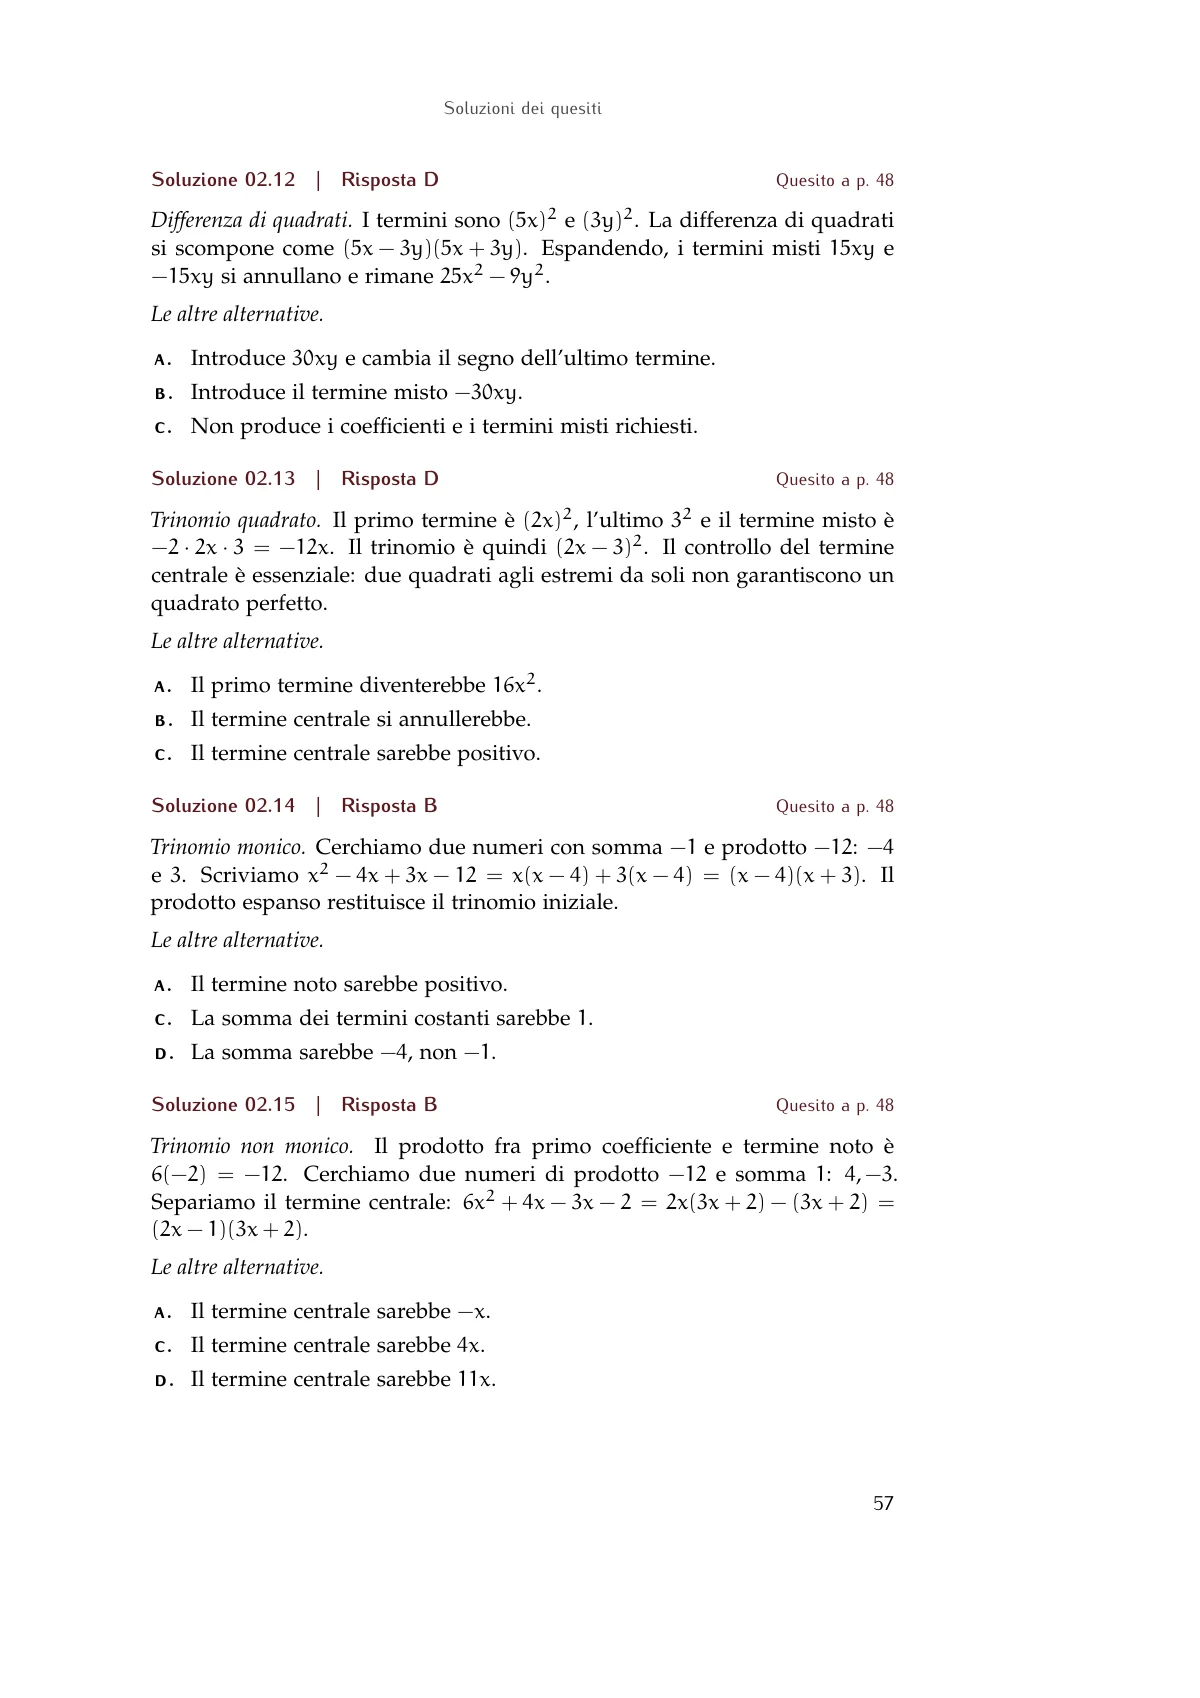 Soluzioni dei quesiti
Soluzione 02.12 | Risposta D Quesito a p. 48
Differenza di quadrati. I termini sono (5x)² e (3y)². La differenza di quadrati
si scompone come (5x − 3y)(5x + 3y). Espandendo, i termini misti 15xy e
−15xy si annullano e rimane 25x² − 9y².
Le altre alternative.
A. Introduce 30xy e cambia il segno dell'ultimo termine.
B. Introduce il termine misto −30xy.
C. Non produce i coefficienti e i termini misti richiesti.
Soluzione 02.13 | Risposta D Quesito a p. 48
Trinomio quadrato. Il primo termine è (2x)², l'ultimo 3² e il termine misto è
−2 · 2x · 3 = −12x. Il trinomio è quindi (2x − 3)². Il controllo del termine
centrale è essenziale: due quadrati agli estremi da soli non garantiscono un
quadrato perfetto.
Le altre alternative.
A. Il primo termine diventerebbe 16x².
B. Il termine centrale si annullerebbe.
C. Il termine centrale sarebbe positivo.
Soluzione 02.14 | Risposta B Quesito a p. 48
Trinomio monico. Cerchiamo due numeri con somma −1 e prodotto −12: −4
e 3. Scriviamo x² − 4x + 3x − 12 = x(x − 4) + 3(x − 4) = (x − 4)(x + 3). Il
prodotto espanso restituisce il trinomio iniziale.
Le altre alternative.
A. Il termine noto sarebbe positivo.
C. La somma dei termini costanti sarebbe 1.
D. La somma sarebbe −4, non −1.
Soluzione 02.15 | Risposta B Quesito a p. 48
Trinomio non monico. Il prodotto fra primo coefficiente e termine noto è
6(−2) = −12. Cerchiamo due numeri di prodotto −12 e somma 1: 4, −3.
Separiamo il termine centrale: 6x² + 4x − 3x − 2 = 2x(3x + 2) − (3x + 2) =
(2x − 1)(3x + 2).
Le altre alternative.
A. Il termine centrale sarebbe −x.
C. Il termine centrale sarebbe 4x.
D. Il termine centrale sarebbe 11x.
57